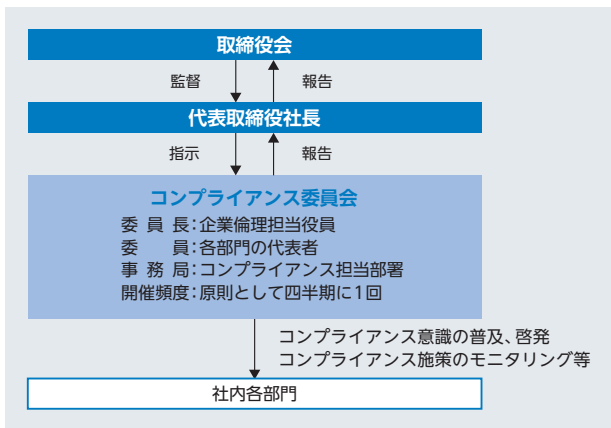 取締役会
監督 報告
代表取締役社長
指示 報告
コンプライアンス委員会
委員長：企業倫理担当役員
委員：各部門の代表者
事務局：コンプライアンス担当部署
開催頻度：原則として四半期に1回
コンプライアンス意識の普及、啓発
コンプライアンス施策のモニタリング等
社内各部門